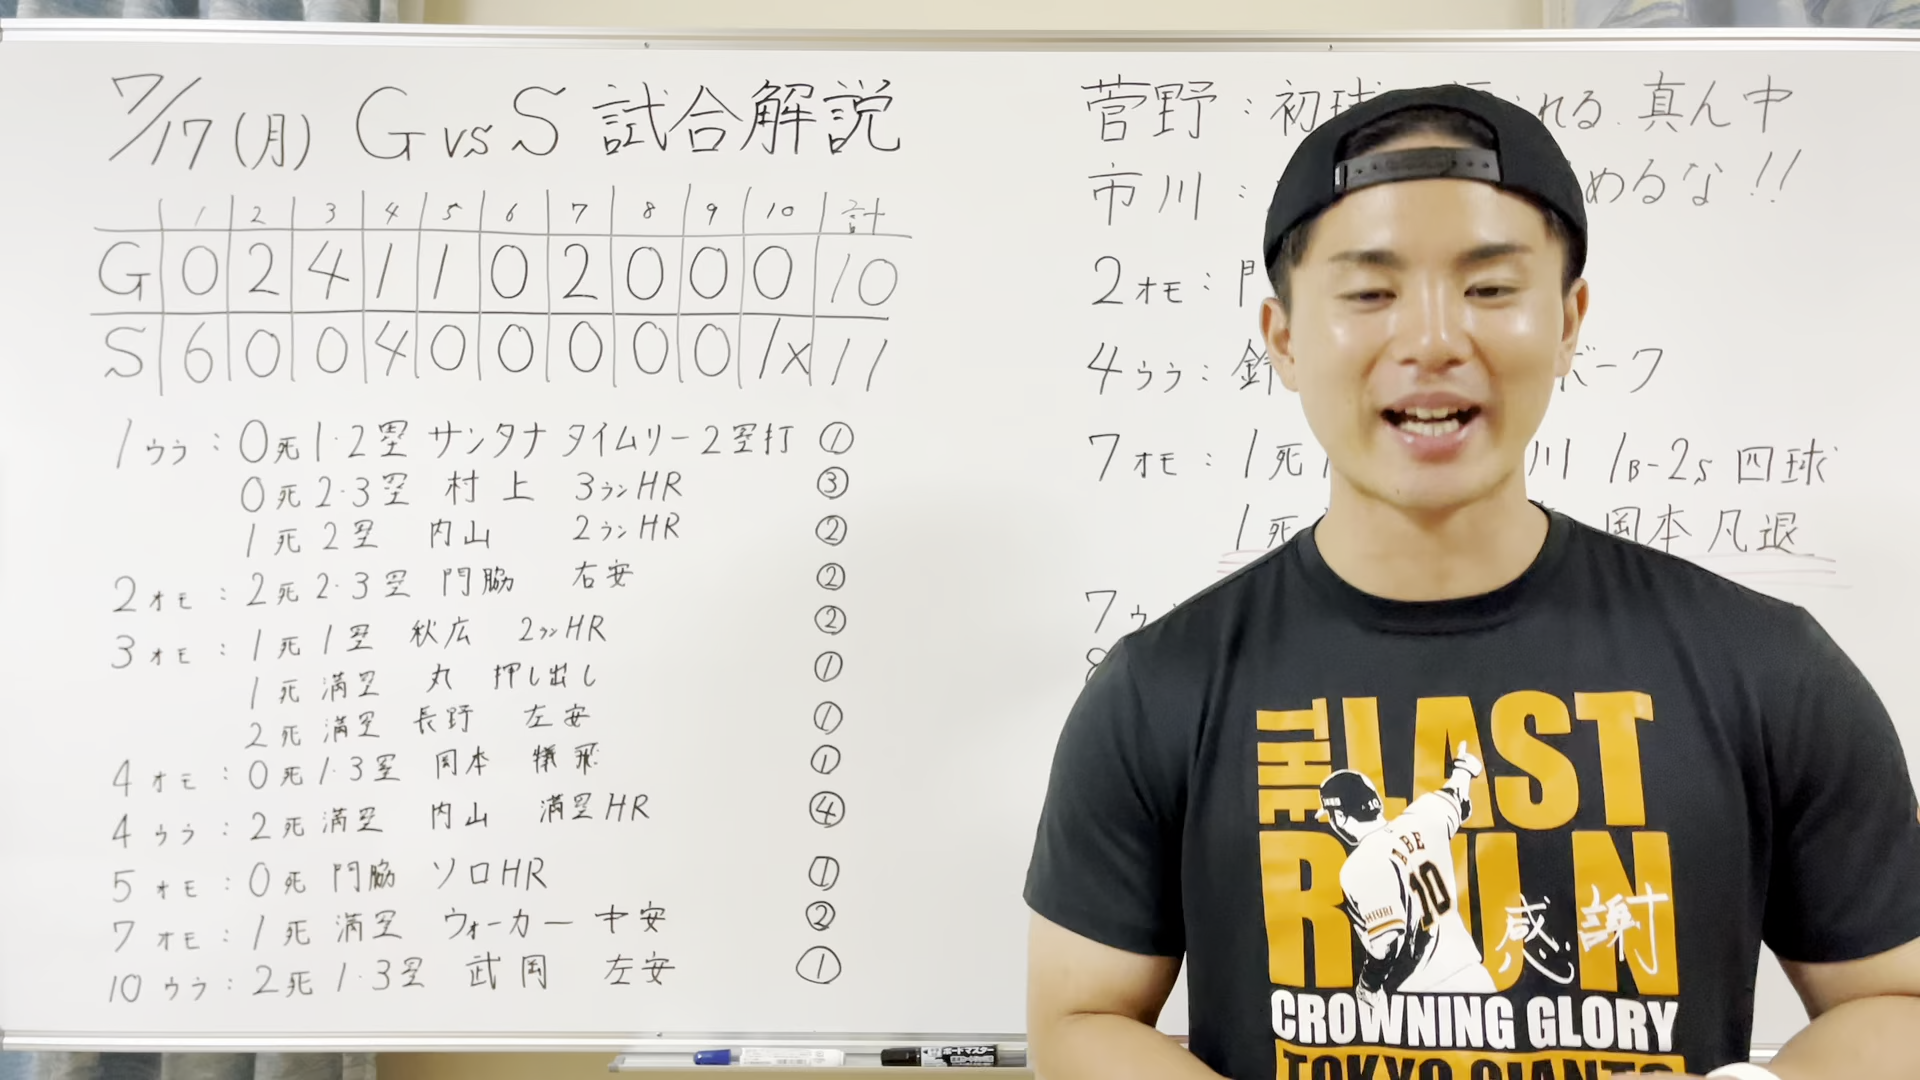 7/17(月) G vs S 試合解説
1 2 3 4 5 6 7 8 9 10 計
G 0 2 4 1 1 0 2 0 0 0 10
S 6 0 0 4 0 0 0 0 0 1x 11
1ウラ:0死1・2塁 サンタナ タイムリー2塁打 ①
0死2・3塁 村上 3ランHR ③
1死2塁 内山 2ランHR ②
2オモ:2死2・3塁 門脇 右安 ②
3オモ:1死1塁 秋広 2ランHR ②
1死満塁 丸 押し出し ①
2死満塁 長野 左安 ①
4オモ:0死1・3塁 岡本 犠飛 ①
4ウラ:2死満塁 内山 満塁HR ④
5オモ:0死 門脇 ソロHR ①
7オモ:1死満塁 ウォーカー 中安 ②
10ウラ:2死1・3塁 武岡 左安 ①
菅野:初球 れる 真ん中
市川: めるな!!
2オモ:門
4ウラ: ボーク
7オモ:1死 川 1B-2S 四球
1死 岡本 凡退
7ウ
8
ボードマスター
THE LAST
RUN
ABE
10
感謝
CROWNING GLORY
TOKYO GIANTS